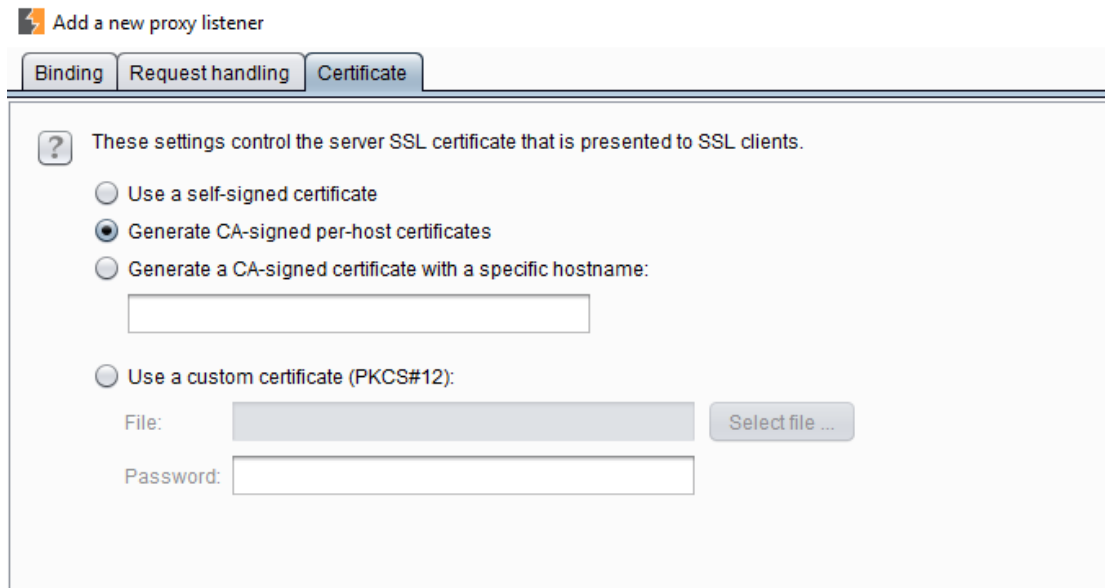 Add a new proxy listener
Binding Request handling Certificate
? These settings control the server SSL certificate that is presented to SSL clients.
Use a self-signed certificate
Generate CA-signed per-host certificates
Generate a CA-signed certificate with a specific hostname:
Use a custom certificate (PKCS#12):
File: Select file ...
Password: